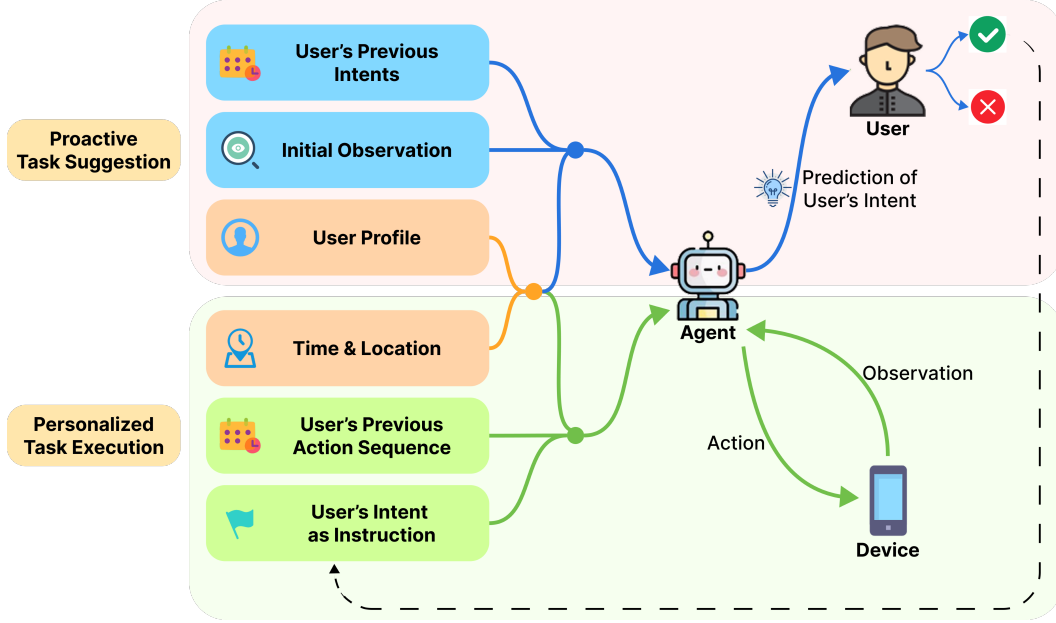 Proactive
Task Suggestion
User's Previous
Intents
Initial Observation
User Profile
Time & Location
Personalized
Task Execution
User's Previous
Action Sequence
User's Intent
as Instruction
User
Prediction of
User's Intent
Agent
Observation
Action
Device